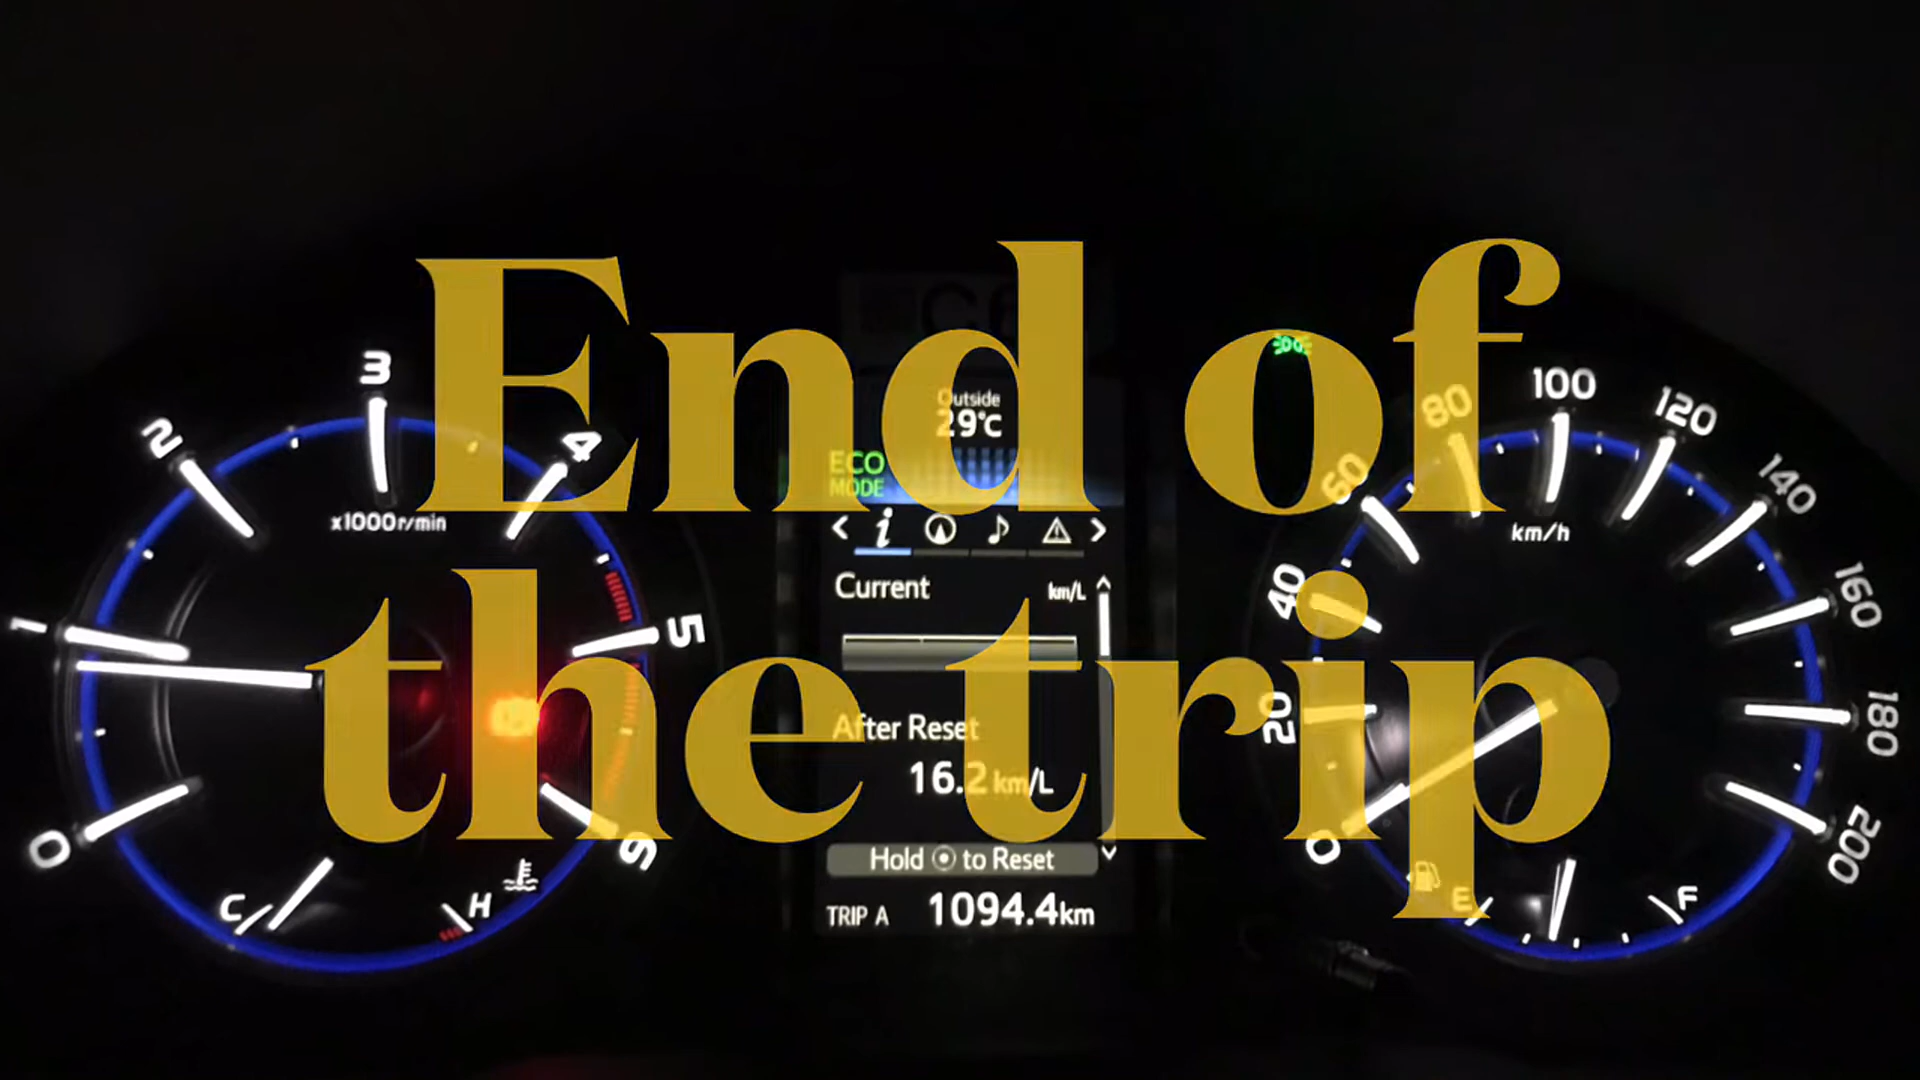 End of
the trip
Outside
29°C
ECO
MODE
Current km/L
After Reset
16.2 km/L
Hold to Reset
TRIP A 1094.4km
0
1
2
3
4
5
6
x1000r/min
C
H
0
20
40
60
80
100
120
140
160
180
200
km/h
E
F